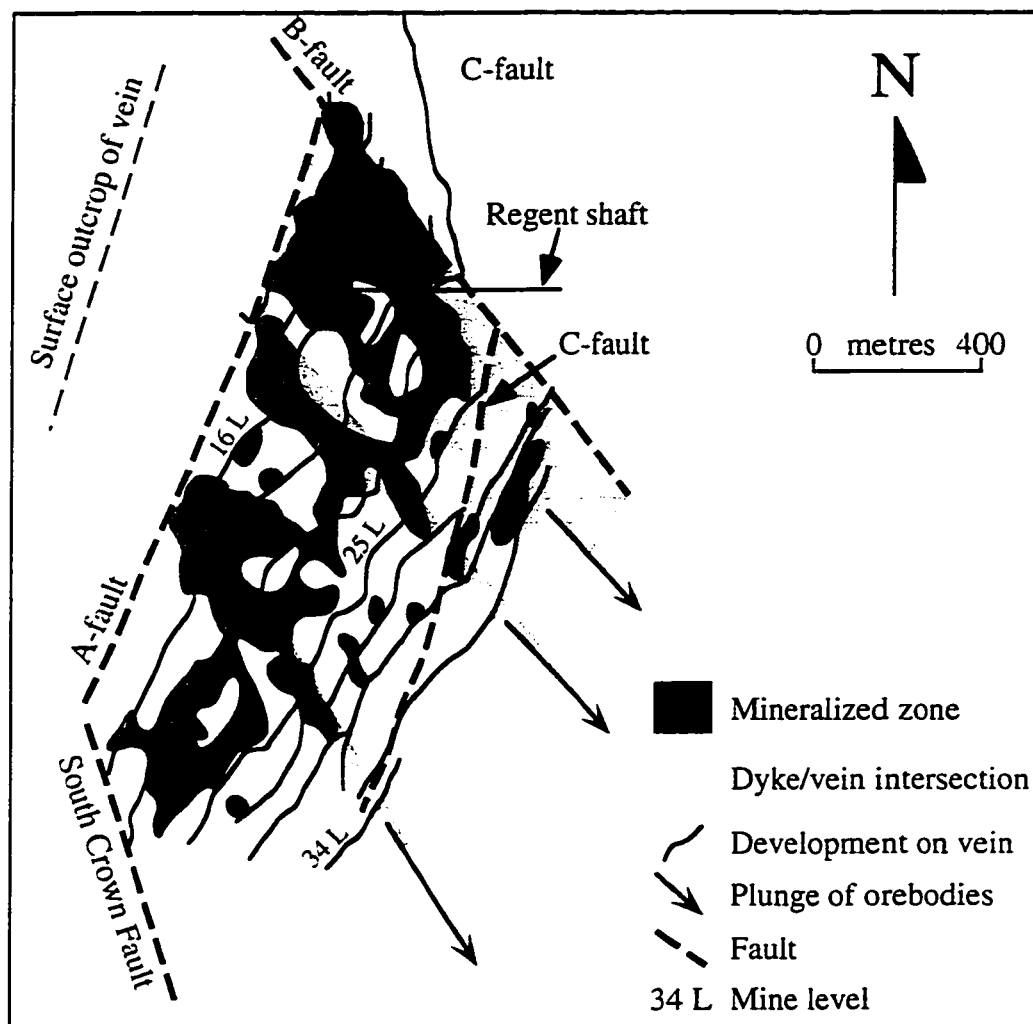 B-fault
C-fault
N
Surface outcrop of vein
Regent shaft
C-fault
0 metres 400
16 L
25 L
A-fault
Mineralized zone
Dyke/vein intersection
South Crown Fault
34 L
Development on vein
Plunge of orebodies
Fault
34 L Mine level